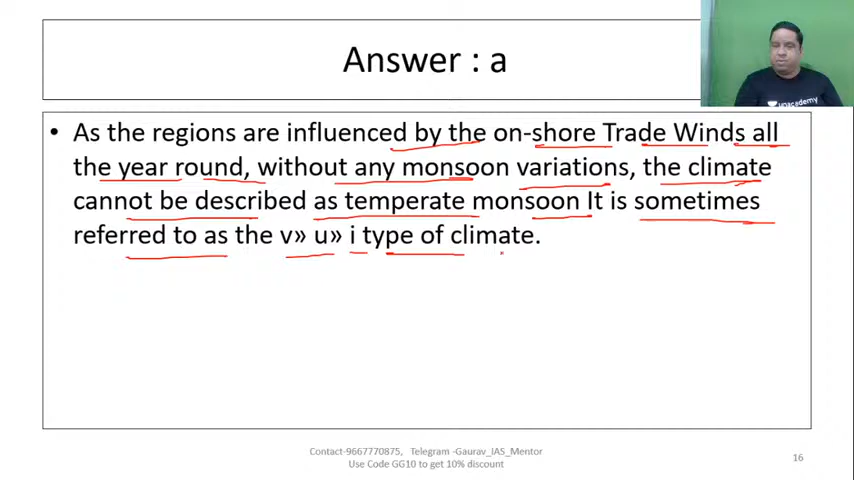 Answer : a
unacademy
• As the regions are influenced by the on-shore Trade Winds all
the year round, without any monsoon variations, the climate
cannot be described as temperate monsoon It is sometimes
referred to as the v» u» i type of climate.
Contact-9667770875, Telegram -Gaurav_IAS_Mentor
Use Code GG10 to get 10% discount
16